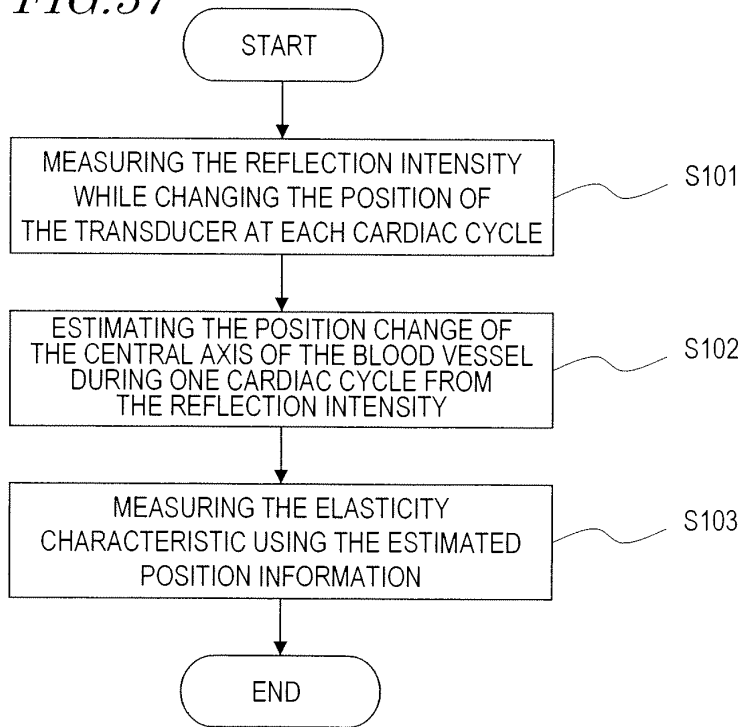 FIG.37
START
MEASURING THE REFLECTION INTENSITY
WHILE CHANGING THE POSITION OF
THE TRANSDUCER AT EACH CARDIAC CYCLE
S101
ESTIMATING THE POSITION CHANGE OF
THE CENTRAL AXIS OF THE BLOOD VESSEL
DURING ONE CARDIAC CYCLE FROM
THE REFLECTION INTENSITY
S102
MEASURING THE ELASTICITY
CHARACTERISTIC USING THE ESTIMATED
POSITION INFORMATION
S103
END